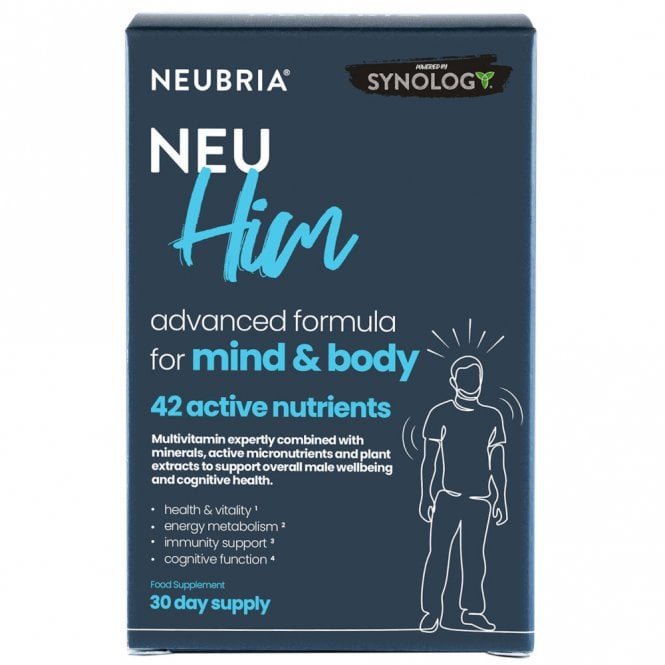 NEUBRIA®
POWERED BY
SYNOLOGY
NEU
Him
advanced formula
for mind & body
42 active nutrients
Multivitamin expertly combined with
minerals, active micronutrients and plant
extracts to support overall male wellbeing
and cognitive health.
• health & vitality ¹
• energy metabolism ²
• immunity support ³
• cognitive function ⁴
Food Supplement
30 day supply